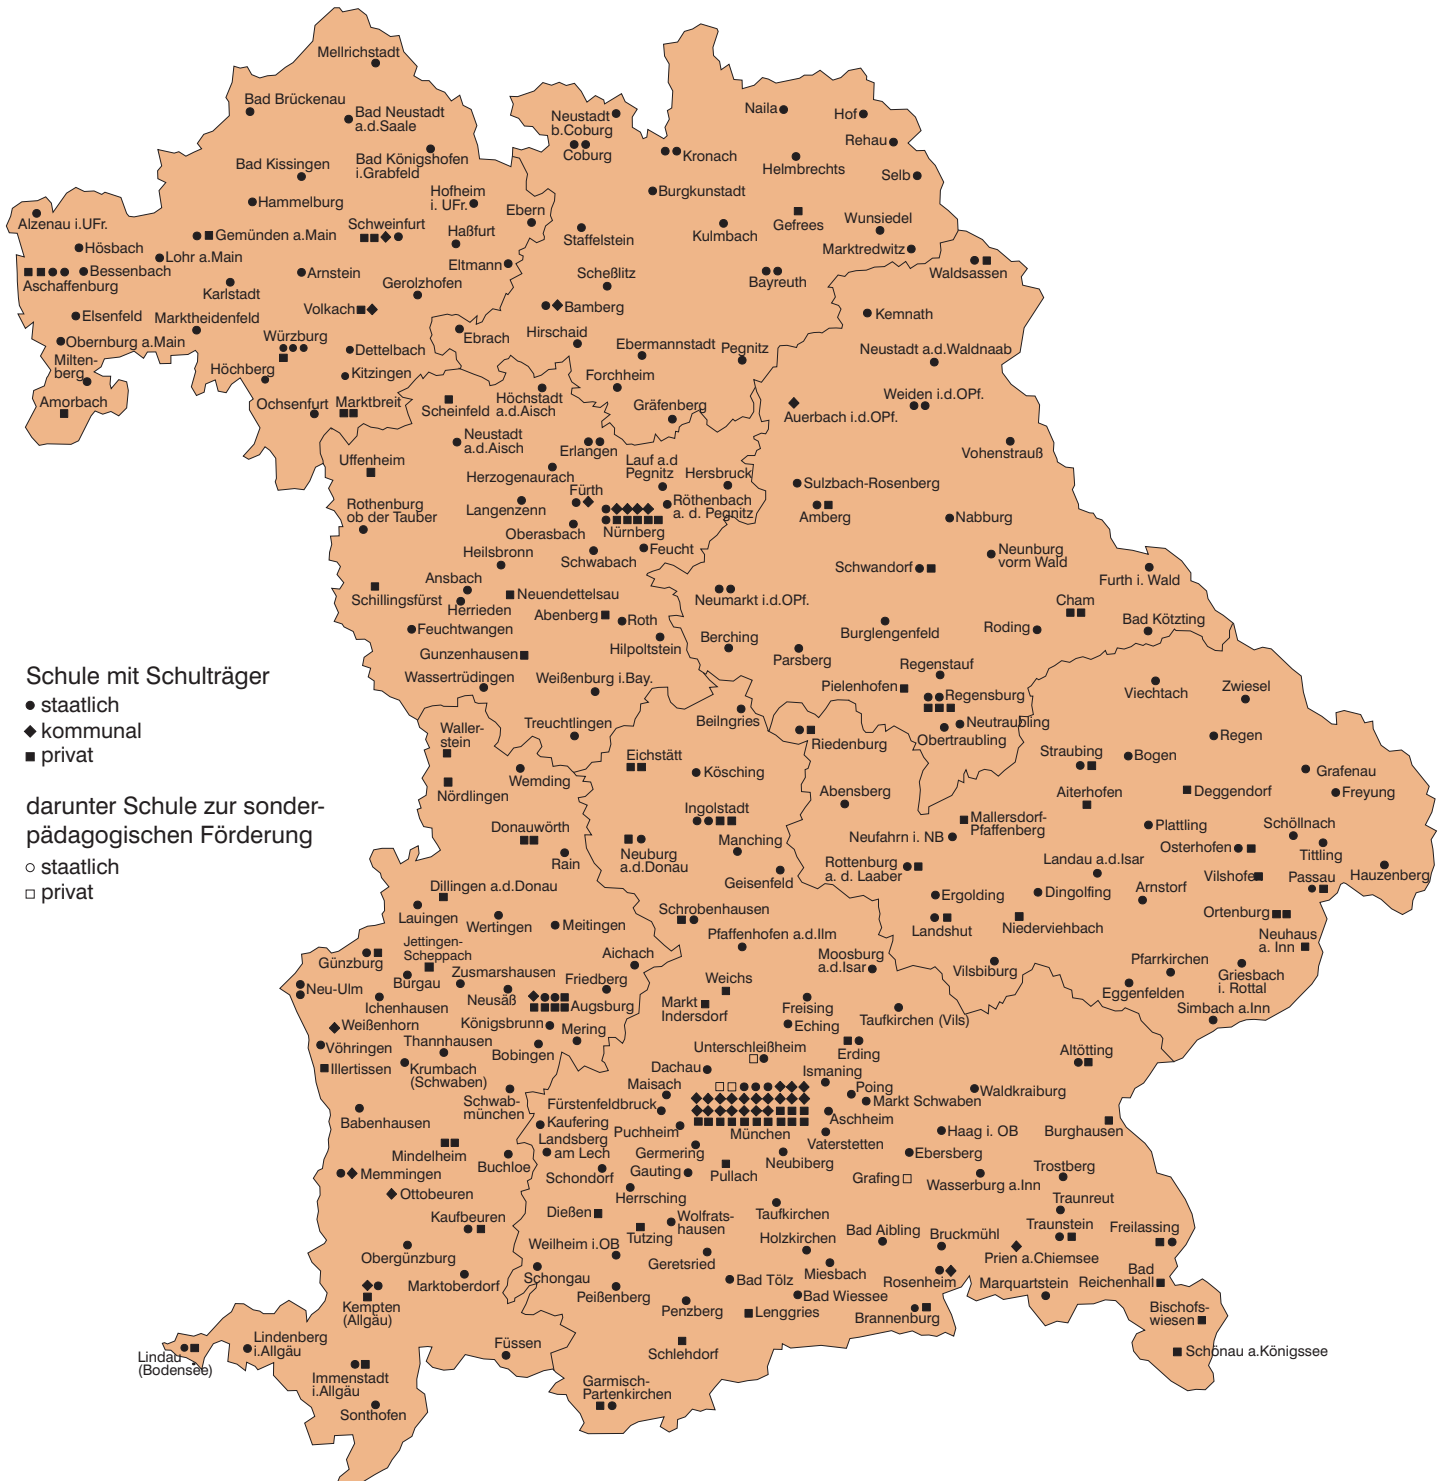 Mellrichstadt
Bad Brückenau
Bad Neustadt
a.d.Saale
Neustadt
b.Coburg
Coburg
Naila
Hof
Rehau
Kronach
Helmbrechts
Selb
Bad Kissingen
Bad Königshofen
i.Grabfeld
Burgkunstadt
Hammelburg
Hofheim
i. UFr.
Ebern
Gefrees
Wunsiedel
Alzenau i.UFr.
Schweinfurt
Gemünden a.Main
Haßfurt
Staffelstein
Kulmbach
Marktredwitz
Hösbach
Lohr a.Main
Eltmann
Waldsassen
Bessenbach
Aschaffenburg
Arnstein
Scheßlitz
Bayreuth
Karlstadt
Gerolzhofen
Volkach
Bamberg
Kemnath
Elsenfeld
Marktheidenfeld
Würzburg
Ebrach
Hirschaid
Obernburg a.Main
Dettelbach
Ebermannstadt
Pegnitz
Neustadt a.d.Waldnaab
Milten-
berg
Höchberg
Kitzingen
Forchheim
Amorbach
Ochsenfurt
Marktbreit
Scheinfeld
Höchstadt
a.d.Aisch
Gräfenberg
Auerbach i.d.OPf.
Weiden i.d.OPf.
Neustadt
a.d.Aisch
Erlangen
Vohenstrauß
Uffenheim
Herzogenaurach
Lauf a.d
Pegnitz
Hersbruck
Sulzbach-Rosenberg
Rothenburg
ob der Tauber
Langenzenn
Fürth
Röthenbach
a. d. Pegnitz
Amberg
Nabburg
Oberasbach
Nürnberg
Heilsbronn
Schwabach
Feucht
Neunburg
vorm Wald
Schwandorf
Furth i. Wald
Ansbach
Schillingsfürst
Herrieden
Neuendettelsau
Neumarkt i.d.OPf.
Cham
Abenberg
Roth
Bad Kötzting
Feuchtwangen
Hilpoltstein
Berching
Burglengenfeld
Roding
Gunzenhausen
Parsberg
Regenstauf
Schule mit Schulträger
staatlich
kommunal
privat
darunter Schule zur sonder-
pädagogischen Förderung
staatlich
privat
Wassertrüdingen
Weißenburg i.Bay.
Pielenhofen
Regensburg
Viechtach
Zwiesel
Waller-
stein
Treuchtlingen
Beilngries
Riedenburg
Neutraubling
Obertraubling
Regen
Eichstätt
Straubing
Bogen
Wemding
Kösching
Grafenau
Nördlingen
Abensberg
Aiterhofen
Deggendorf
Freyung
Ingolstadt
Mallersdorf-
Pfaffenberg
Plattling
Schöllnach
Donauwörth
Manching
Neufahrn i. NB
Osterhofen
Tittling
Rain
Neuburg
a.d.Donau
Geisenfeld
Rottenburg
a. d. Laaber
Landau a.d.Isar
Vilshofen
Passau
Hauzenberg
Dillingen a.d.Donau
Ergolding
Dingolfing
Arnstorf
Lauingen
Wertingen
Meitingen
Schrobenhausen
Landshut
Niederviehbach
Ortenburg
Jettingen-
Scheppach
Pfaffenhofen a.d.Ilm
Neuhaus
a. Inn
Günzburg
Burgau
Zusmarshausen
Aichach
Moosburg
a.d.Isar
Vilsbiburg
Pfarrkirchen
Griesbach
i. Rottal
Neu-Ulm
Ichenhausen
Neusäß
Friedberg
Augsburg
Weichs
Eggenfelden
Markt
Indersdorf
Freising
Taufkirchen (Vils)
Simbach a.Inn
Weißenhorn
Königsbrunn
Mering
Eching
Vöhringen
Thannhausen
Bobingen
Unterschleißheim
Erding
Altötting
Illertissen
Krumbach
(Schwaben)
Dachau
Ismaning
Maisach
Poing
Waldkraiburg
Schwab-
münchen
Fürstenfeldbruck
Markt Schwaben
Babenhausen
Kaufering
Puchheim
München
Aschheim
Haag i. OB
Burghausen
Landsberg
am Lech
Vaterstetten
Mindelheim
Buchloe
Germering
Neubiberg
Ebersberg
Memmingen
Schondorf
Gauting
Pullach
Grafing
Wasserburg a.Inn
Trostberg
Ottobeuren
Herrsching
Traunreut
Kaufbeuren
Dießen
Tutzing
Wolfrats-
hausen
Taufkirchen
Traunstein
Freilassing
Obergünzburg
Weilheim i.OB
Geretsried
Holzkirchen
Bad Aibling
Bruckmühl
Prien a.Chiemsee
Marktoberdorf
Schongau
Bad Tölz
Miesbach
Rosenheim
Marquartstein
Bad
Reichenhall
Kempten
(Allgäu)
Peißenberg
Penzberg
Bad Wiessee
Lenggries
Brannenburg
Bischofs-
wiesen
Lindau
(Bodensee)
Lindenberg
i.Allgäu
Füssen
Schlehdorf
Schönau a.Königssee
Immenstadt
i.Allgäu
Garmisch-
Partenkirchen
Sonthofen